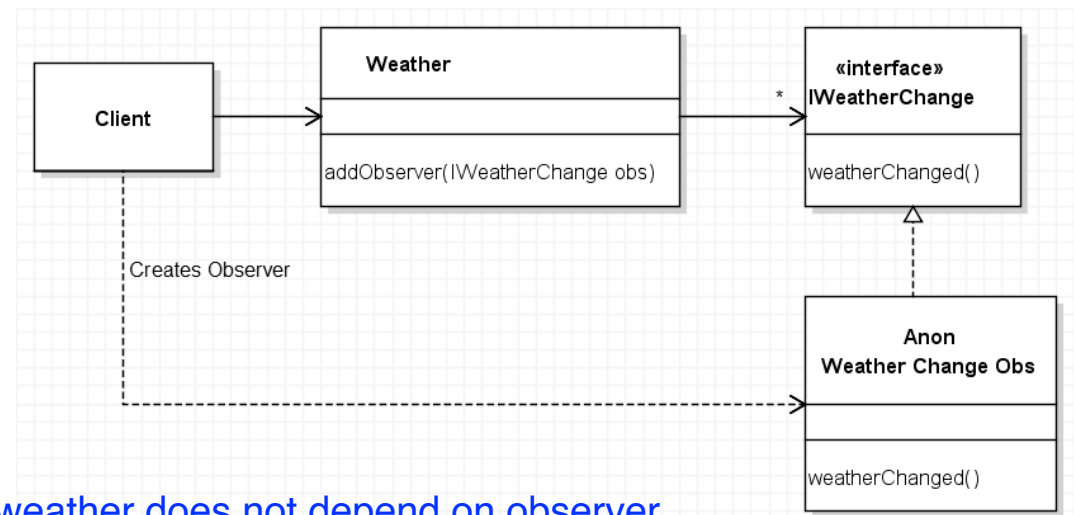 Client
Weather
addObserver(IWeatherChange obs)
*
«interface»
IWeatherChange
weatherChanged()
Creates Observer
Anon
Weather Change Obs
weatherChanged()
weather does not depend on observer